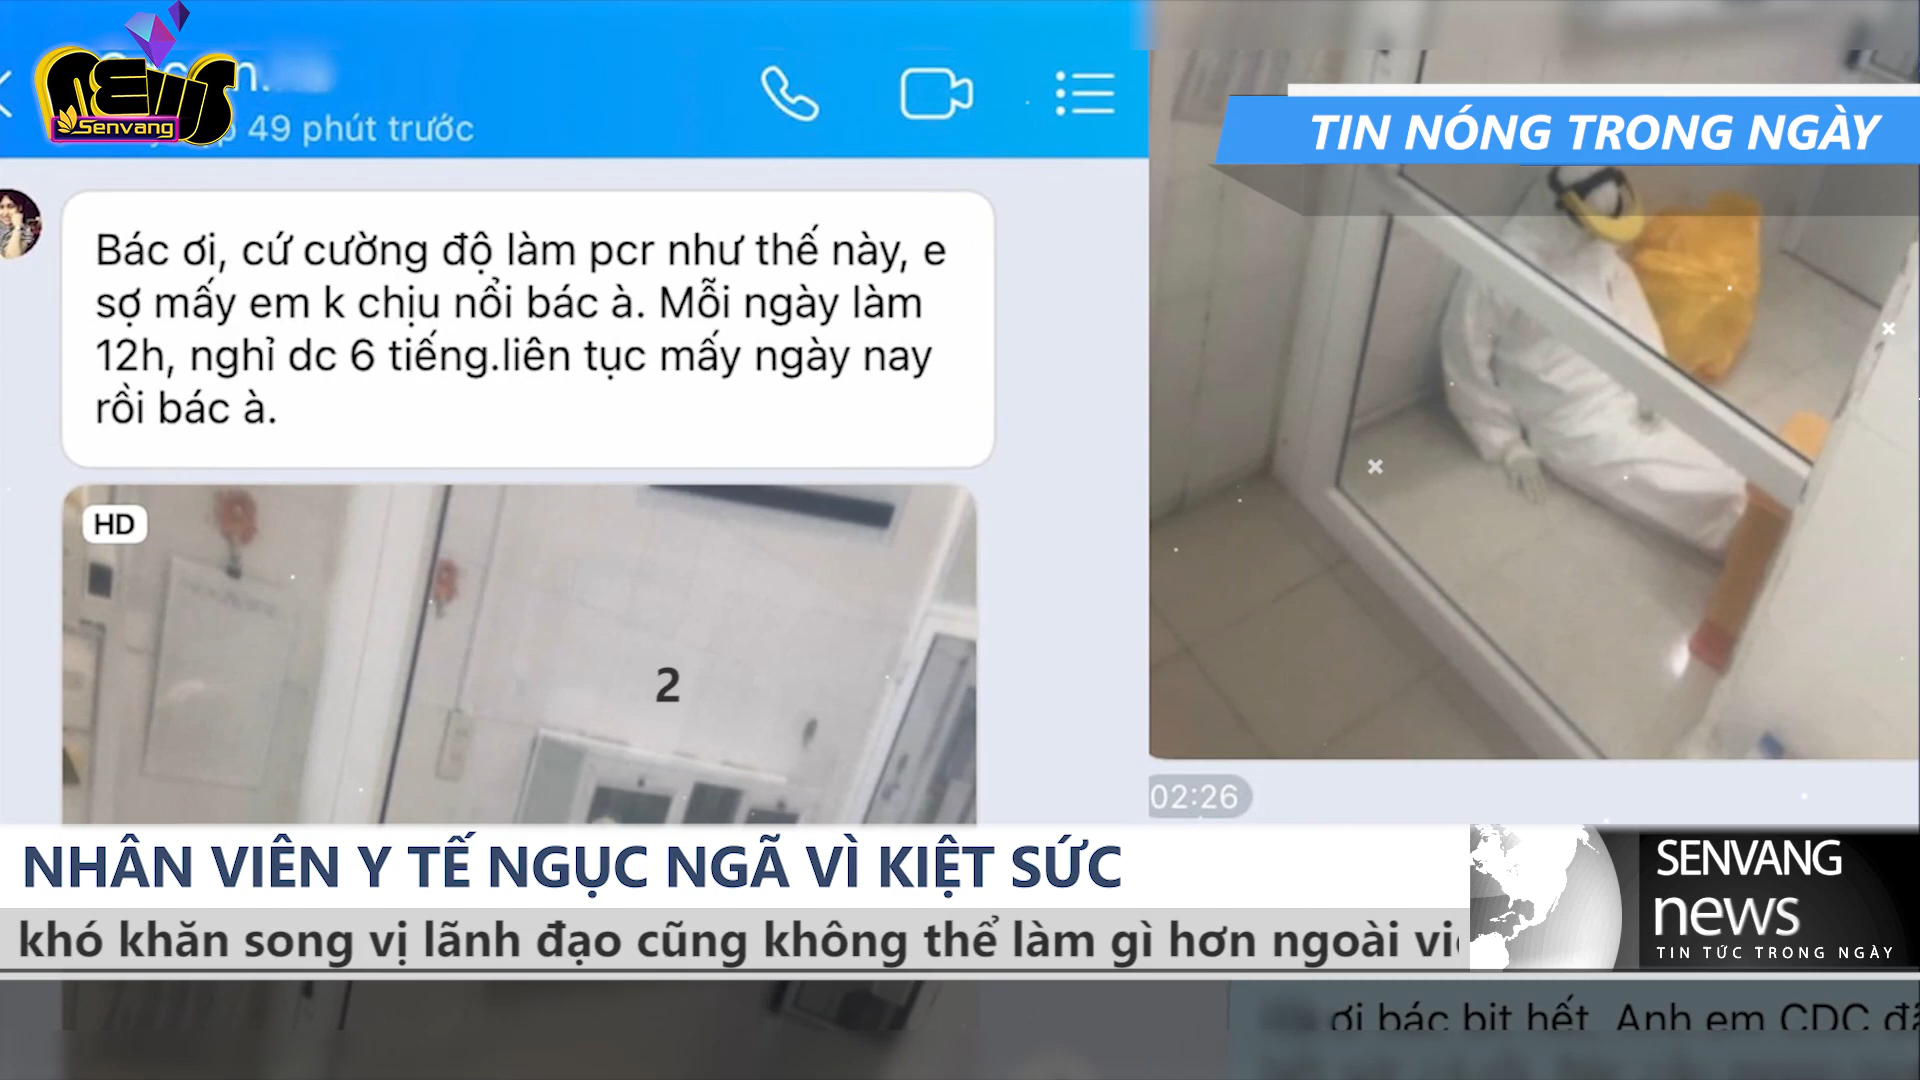 NEWS
Senvang
49 phút trước
TIN NÓNG TRONG NGÀY
Bác ơi, cứ cường độ làm pcr như thế này, e
sợ mấy em k chịu nổi bác à. Mỗi ngày làm
12h, nghỉ dc 6 tiếng.liên tục mấy ngày nay
rồi bác à.
HD
2
02:26
NHÂN VIÊN Y TẾ NGỤC NGÃ VÌ KIỆT SỨC
khó khăn song vị lãnh đạo cũng không thể làm gì hơn ngoài
SENVANG
news
TIN TỨC TRONG NGÀY
ơi bác bit hết. Anh em CDC